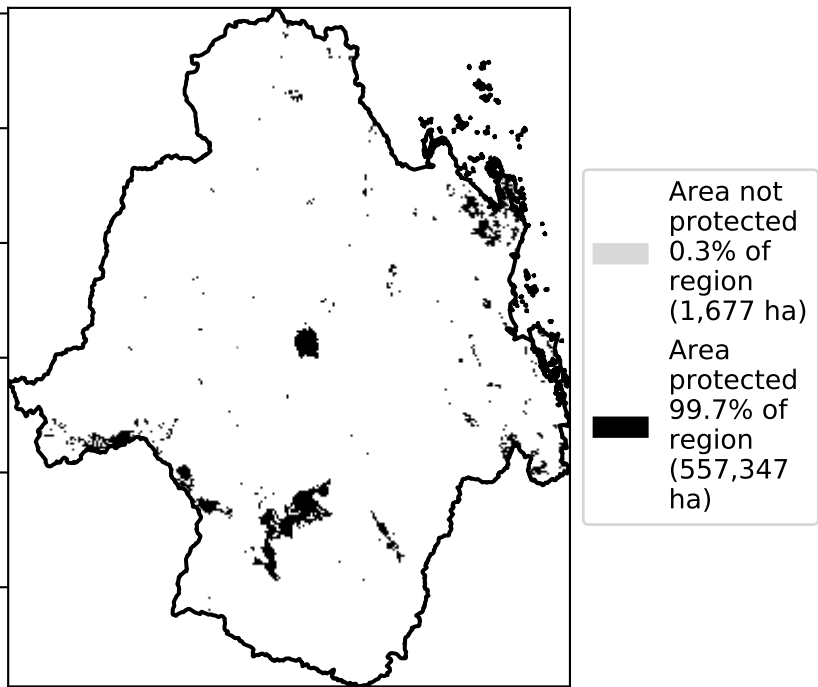 Area not
protected
0.3% of
region
(1,677 ha)
Area
protected
99.7% of
region
(557,347
ha)